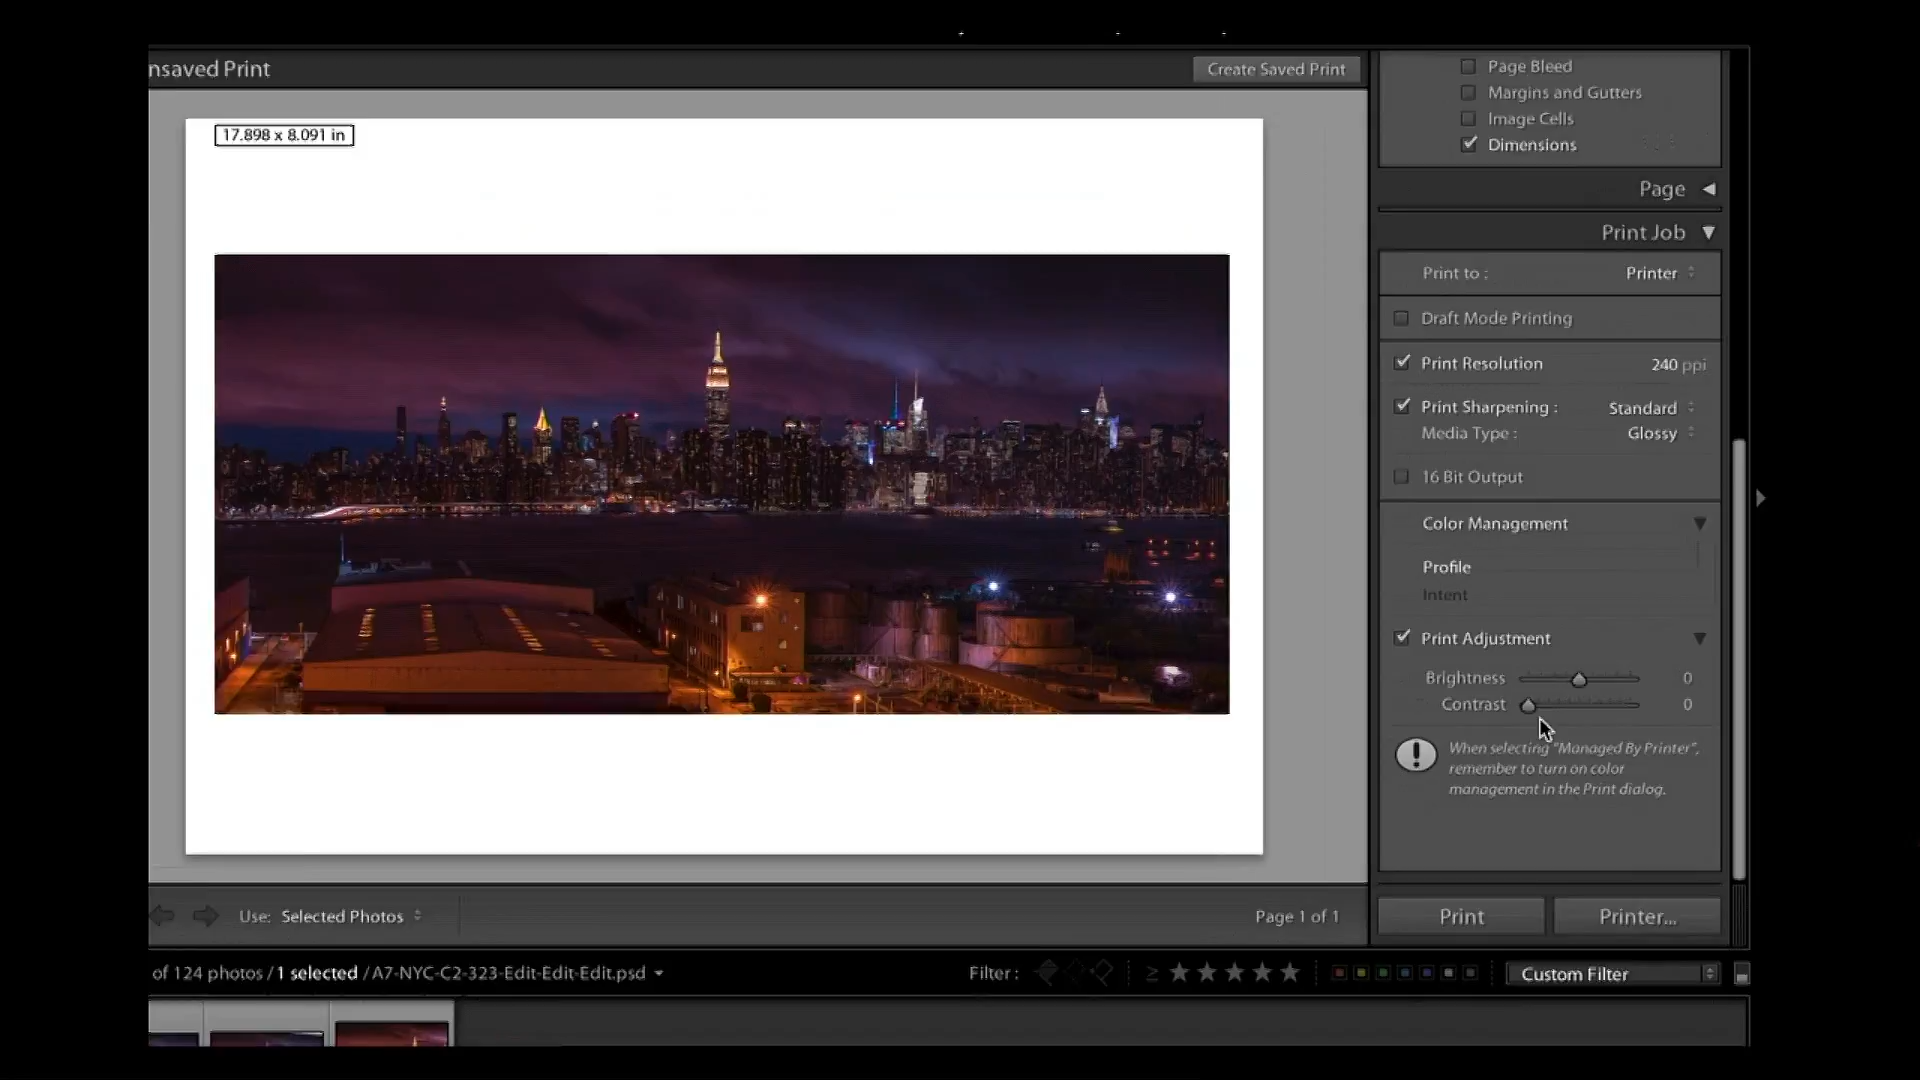 nsaved Print
Create Saved Print
17.898 x 8.091 in
Page Bleed
Margins and Gutters
Image Cells
Dimensions
Page
Print Job
Print to :
Printer
Draft Mode Printing
Print Resolution
240 ppi
Print Sharpening :
Standard
Media Type :
Glossy
16 Bit Output
Color Management
Profile
Intent
Print Adjustment
Brightness
0
Contrast
0
When selecting "Managed By Printer",
remember to turn on color
management in the Print dialog.
Use: Selected Photos
Page 1 of 1
Print
Printer...
of 124 photos / 1 selected / A7-NYC-C2-323-Edit-Edit-Edit.psd
Filter :
≥
Custom Filter